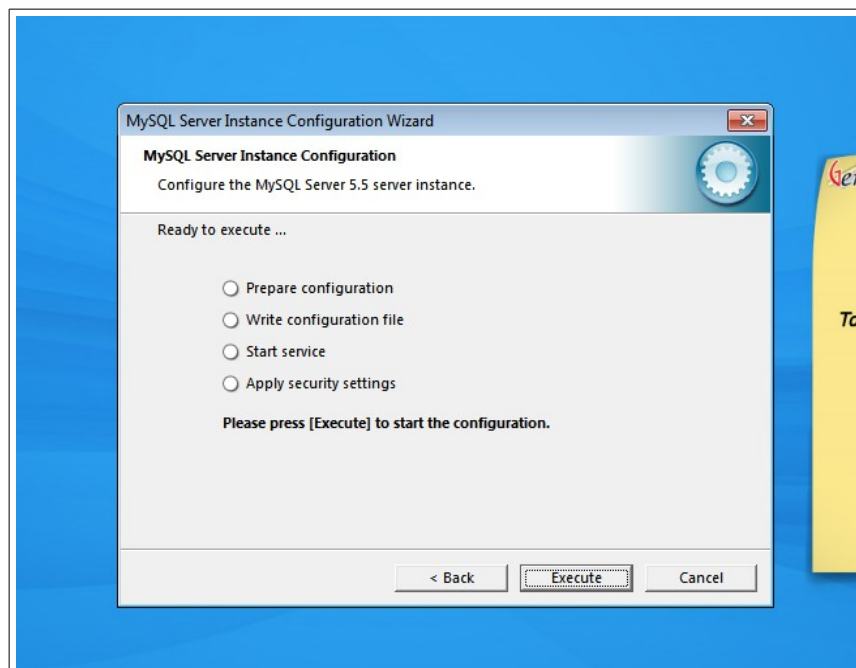 MySQL Server Instance Configuration Wizard
MySQL Server Instance Configuration
Configure the MySQL Server 5.5 server instance.
Ready to execute ...
Prepare configuration
Write configuration file
Start service
Apply security settings
Please press [Execute] to start the configuration.
< Back
Execute
Cancel